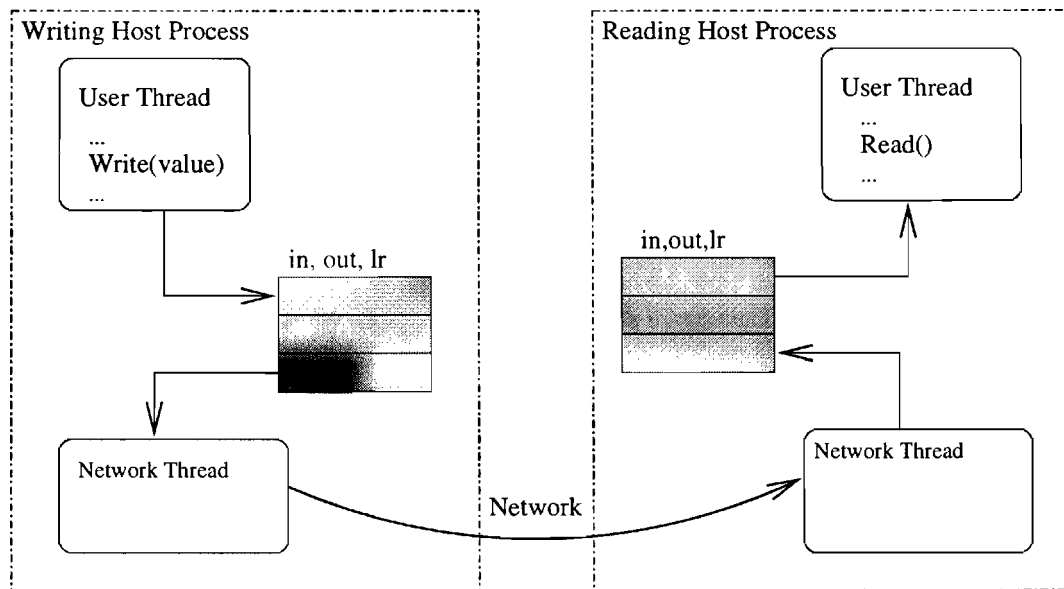 Writing Host Process
User Thread
...
Write(value)
...
in, out, lr
Network Thread
Network
Reading Host Process
User Thread
...
Read()
...
in,out,lr
Network Thread